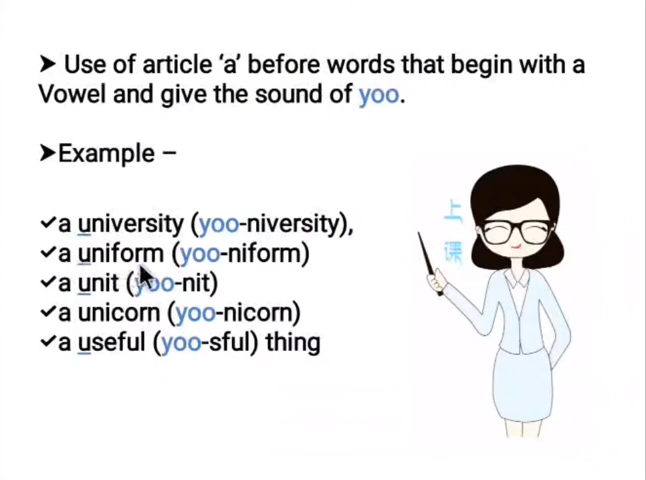 ➤ Use of article ‘a’ before words that begin with a
Vowel and give the sound of yoo.
➤Example –
✓a university (yoo-niversity),
✓a uniform (yoo-niform)
✓a unit (yoo-nit)
✓a unicorn (yoo-nicorn)
✓a useful (yoo-sful) thing
上
课